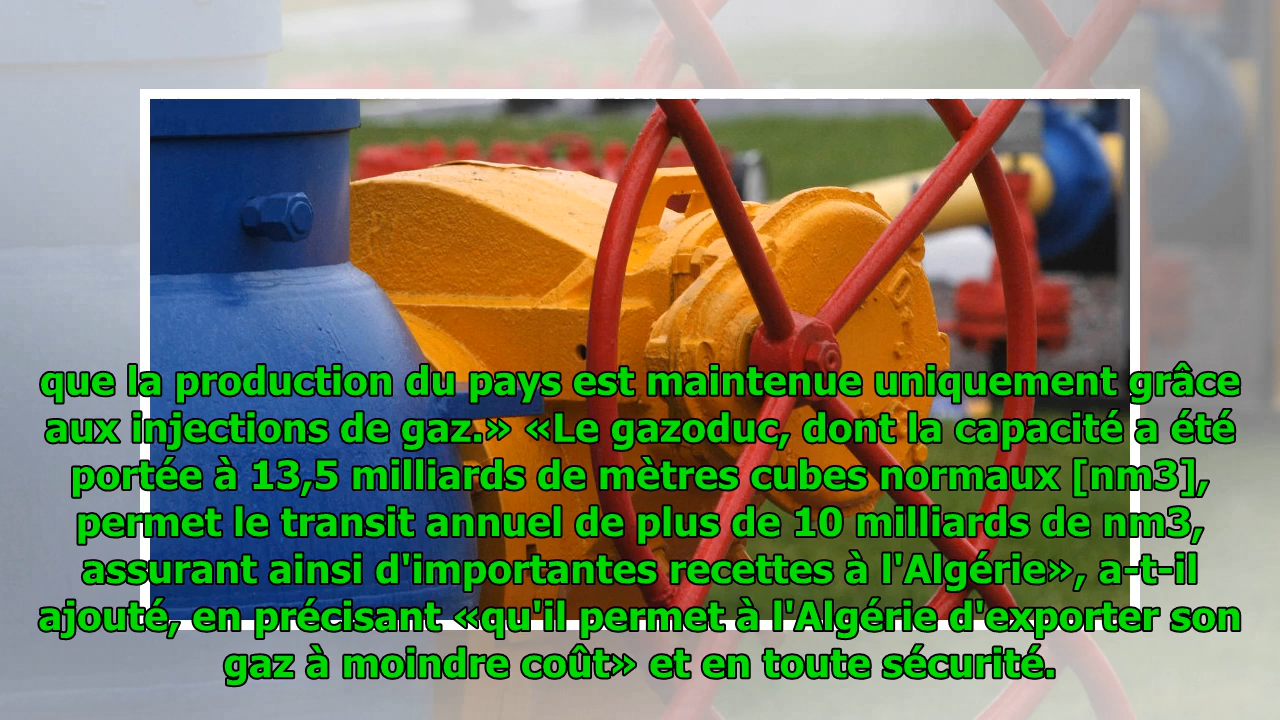 que la production du pays est maintenue uniquement grâce
aux injections de gaz.» «Le gazoduc, dont la capacité a été
portée à 13,5 milliards de mètres cubes normaux [nm3],
permet le transit annuel de plus de 10 milliards de nm3,
assurant ainsi d'importantes recettes à l'Algérie», a-t-il
ajouté, en précisant «qu'il permet à l'Algérie d'exporter son
gaz à moindre coût» et en toute sécurité.